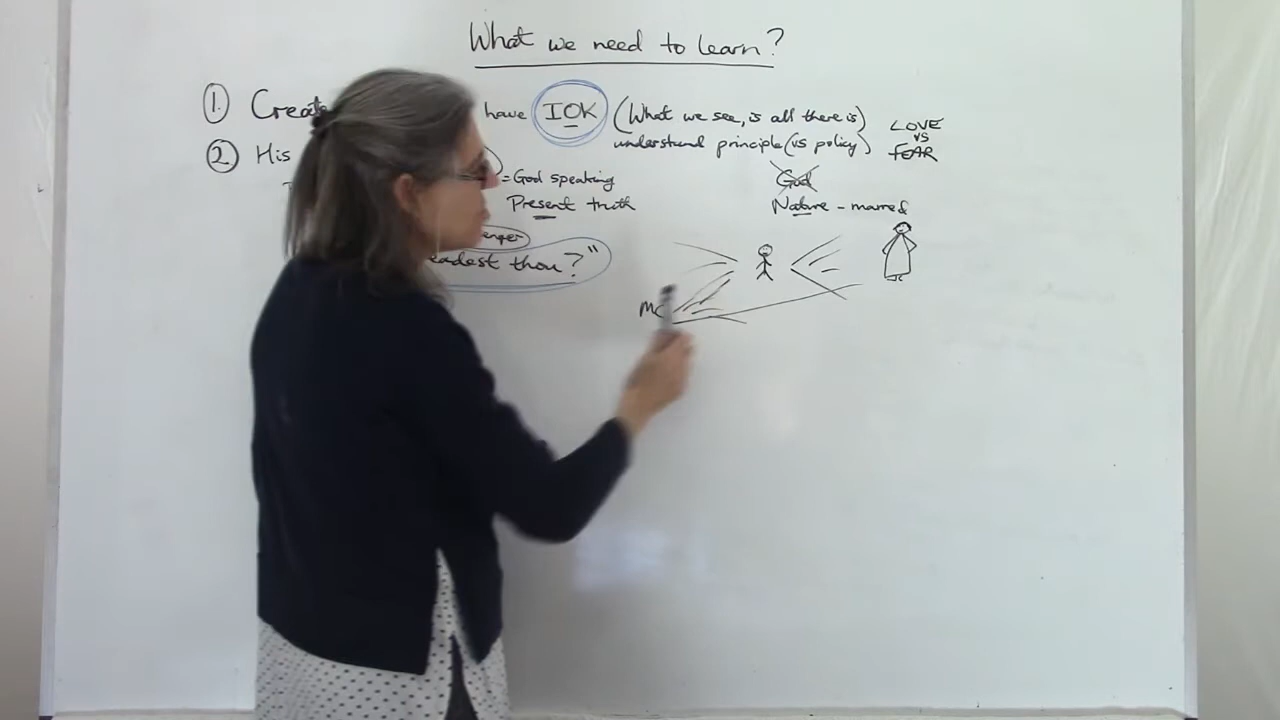 What we need to learn?
① Create have IOK (What we see, is all there is) LOVE
understand principle (vs policy) vs
② His FEAR
= God speaking God
Present truth Nature - marred
enger
eadest thou?"